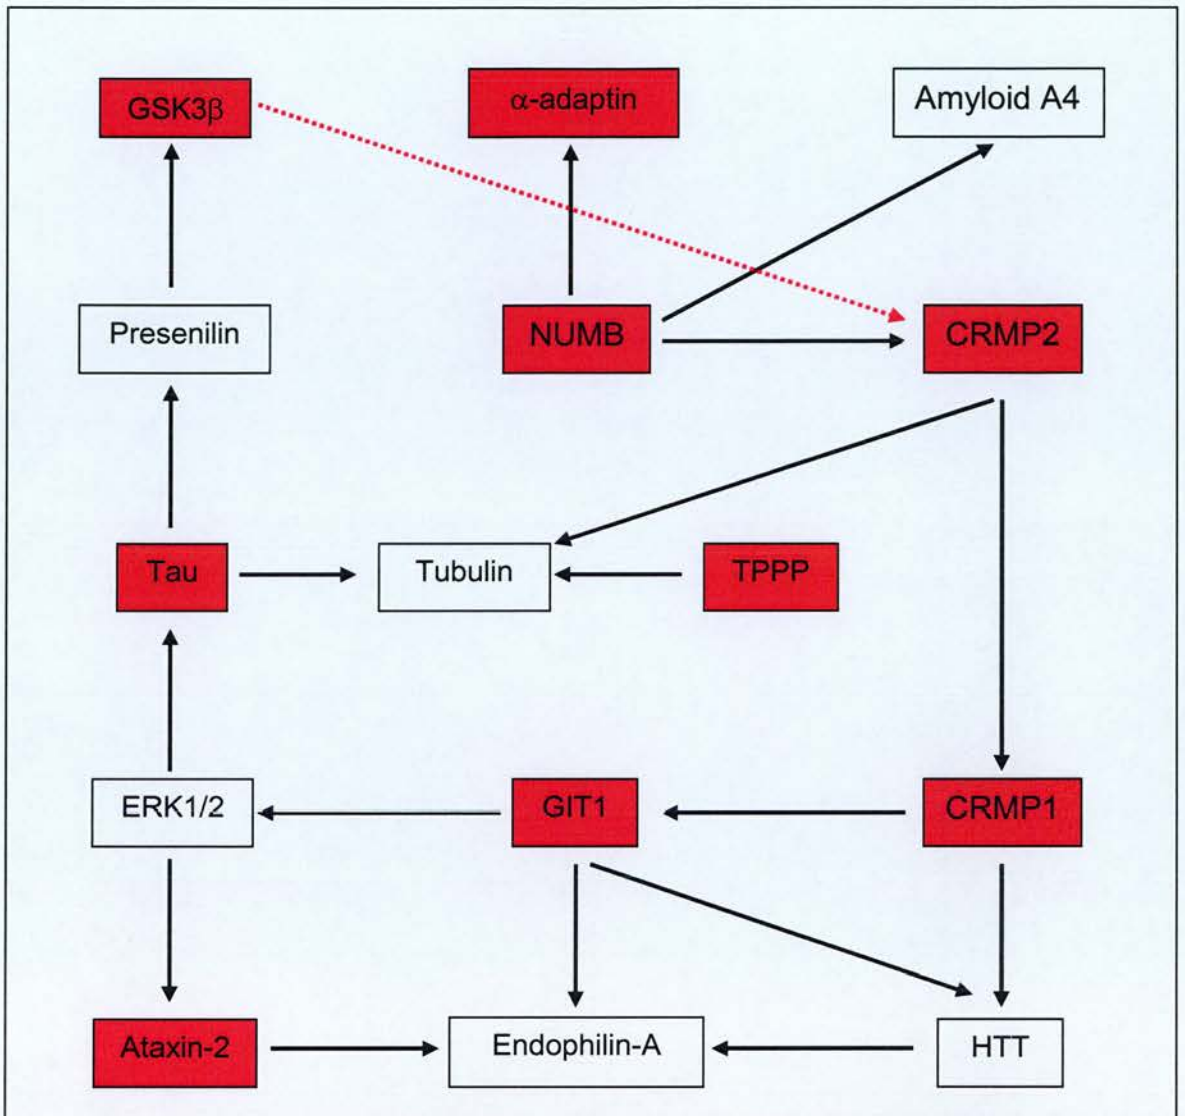 GSK3β
α-adaptin
Amyloid A4
Presenilin
NUMB
CRMP2
Tau
Tubulin
TPPP
ERK1/2
GIT1
CRMP1
Ataxin-2
Endophilin-A
HTT